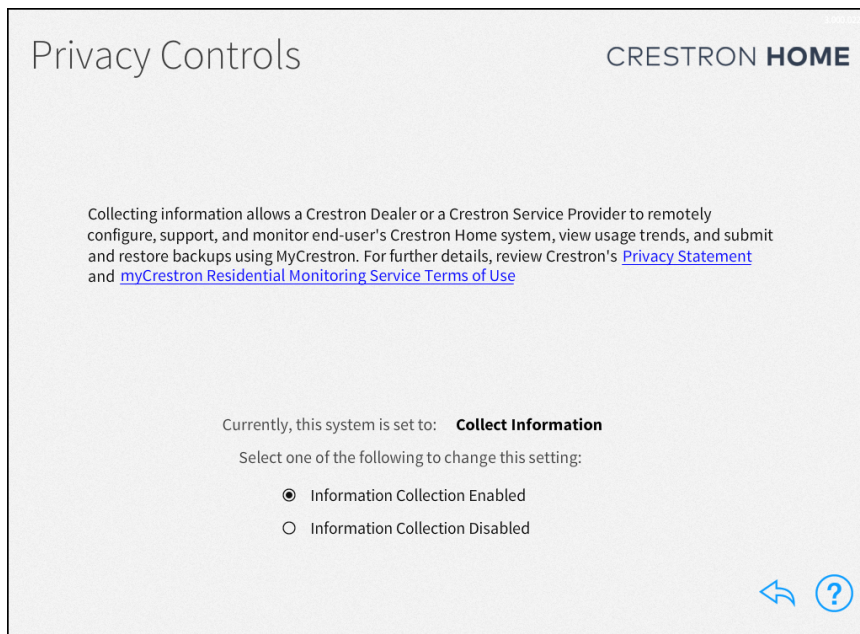 Privacy Controls
CRESTRON HOME
Collecting information allows a Crestron Dealer or a Crestron Service Provider to remotely
configure, support, and monitor end-user's Crestron Home system, view usage trends, and submit
and restore backups using MyCrestron. For further details, review Crestron's Privacy Statement
and myCrestron Residential Monitoring Service Terms of Use
Currently, this system is set to: Collect Information
Select one of the following to change this setting:
Information Collection Enabled
Information Collection Disabled
?